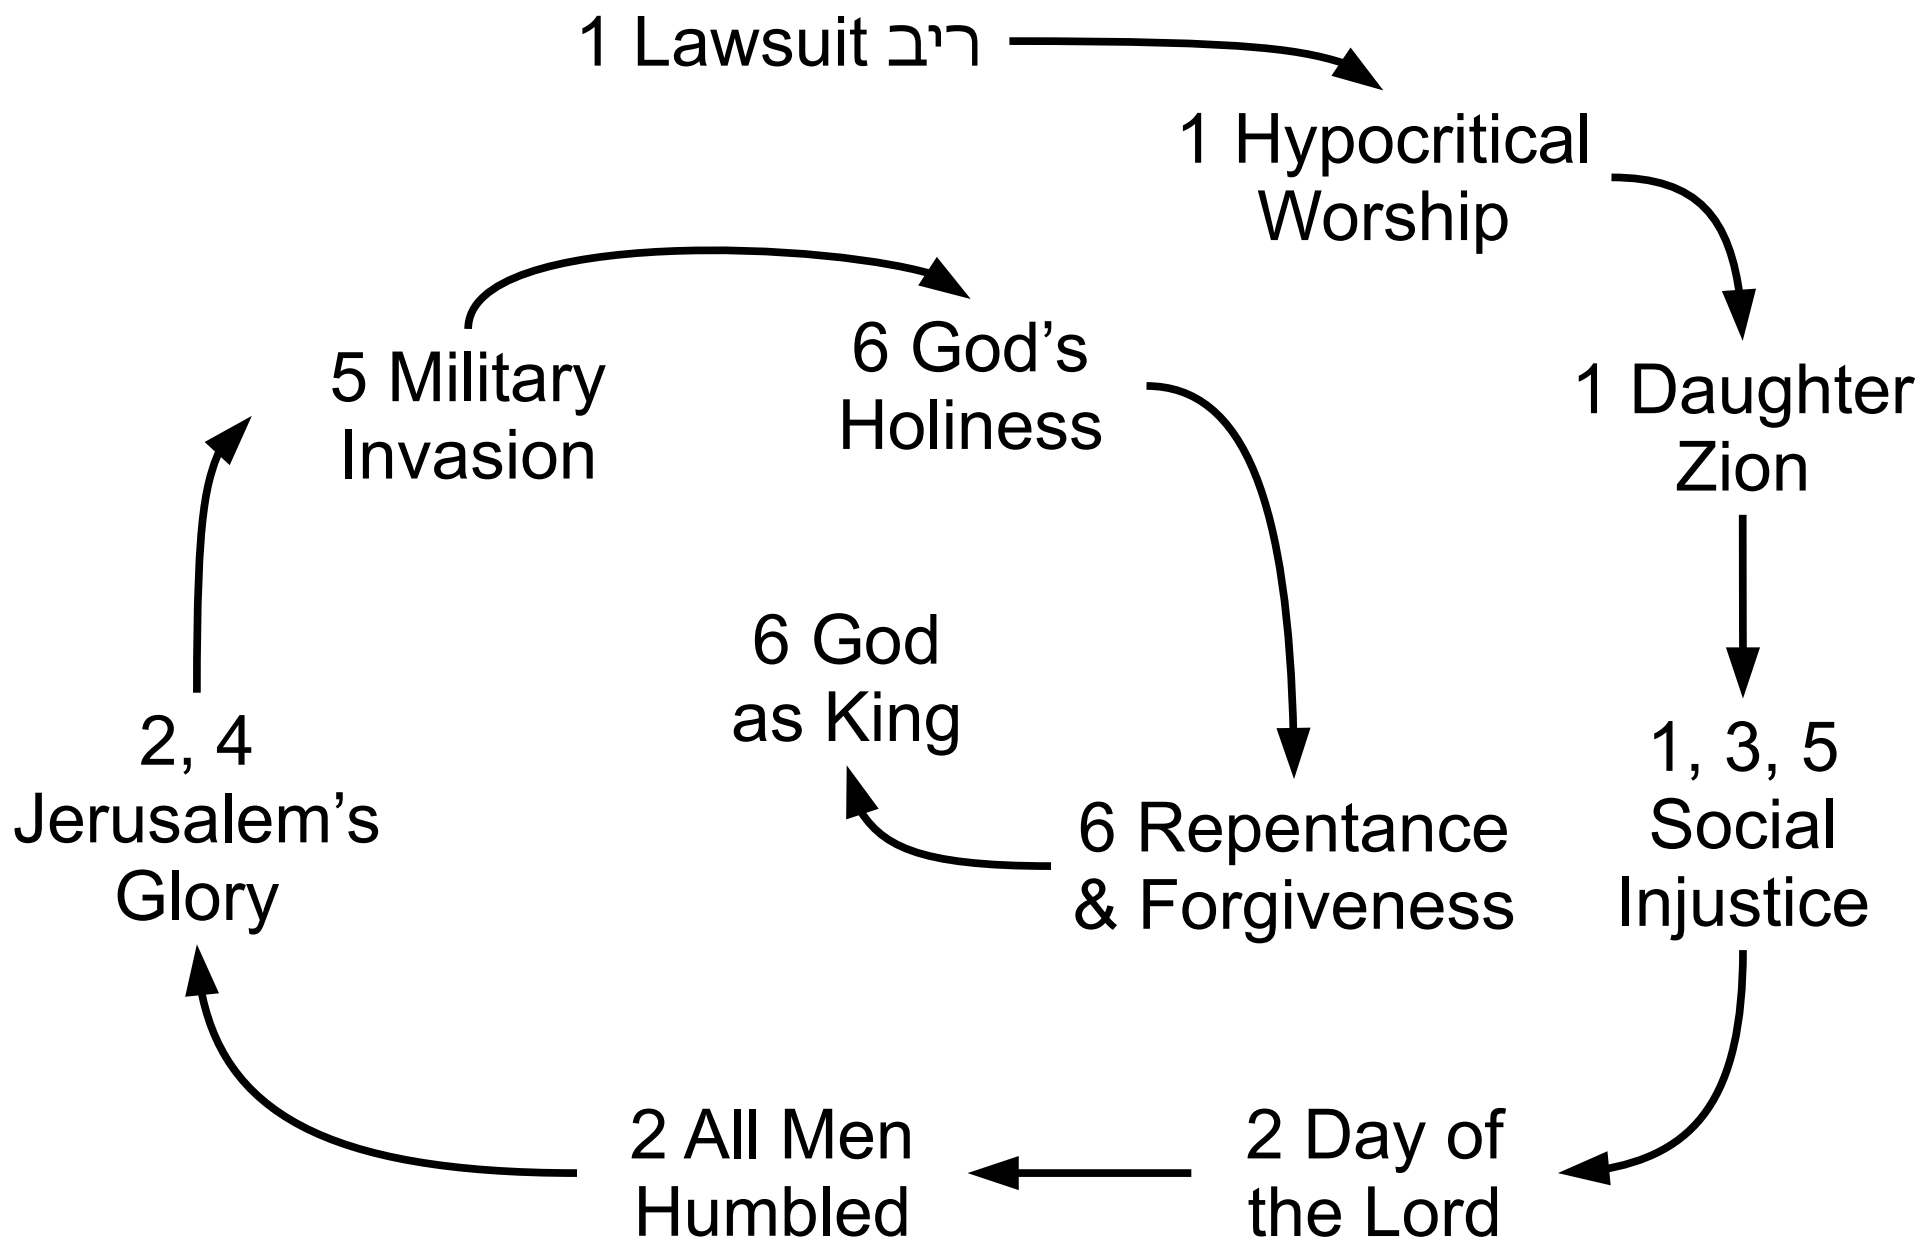 1 Lawsuit ריב
1 Hypocritical
Worship
1 Daughter
Zion
1, 3, 5
Social
Injustice
2 Day of
the Lord
2 All Men
Humbled
2, 4
Jerusalem’s
Glory
5 Military
Invasion
6 God’s
Holiness
6 Repentance
& Forgiveness
6 God
as King